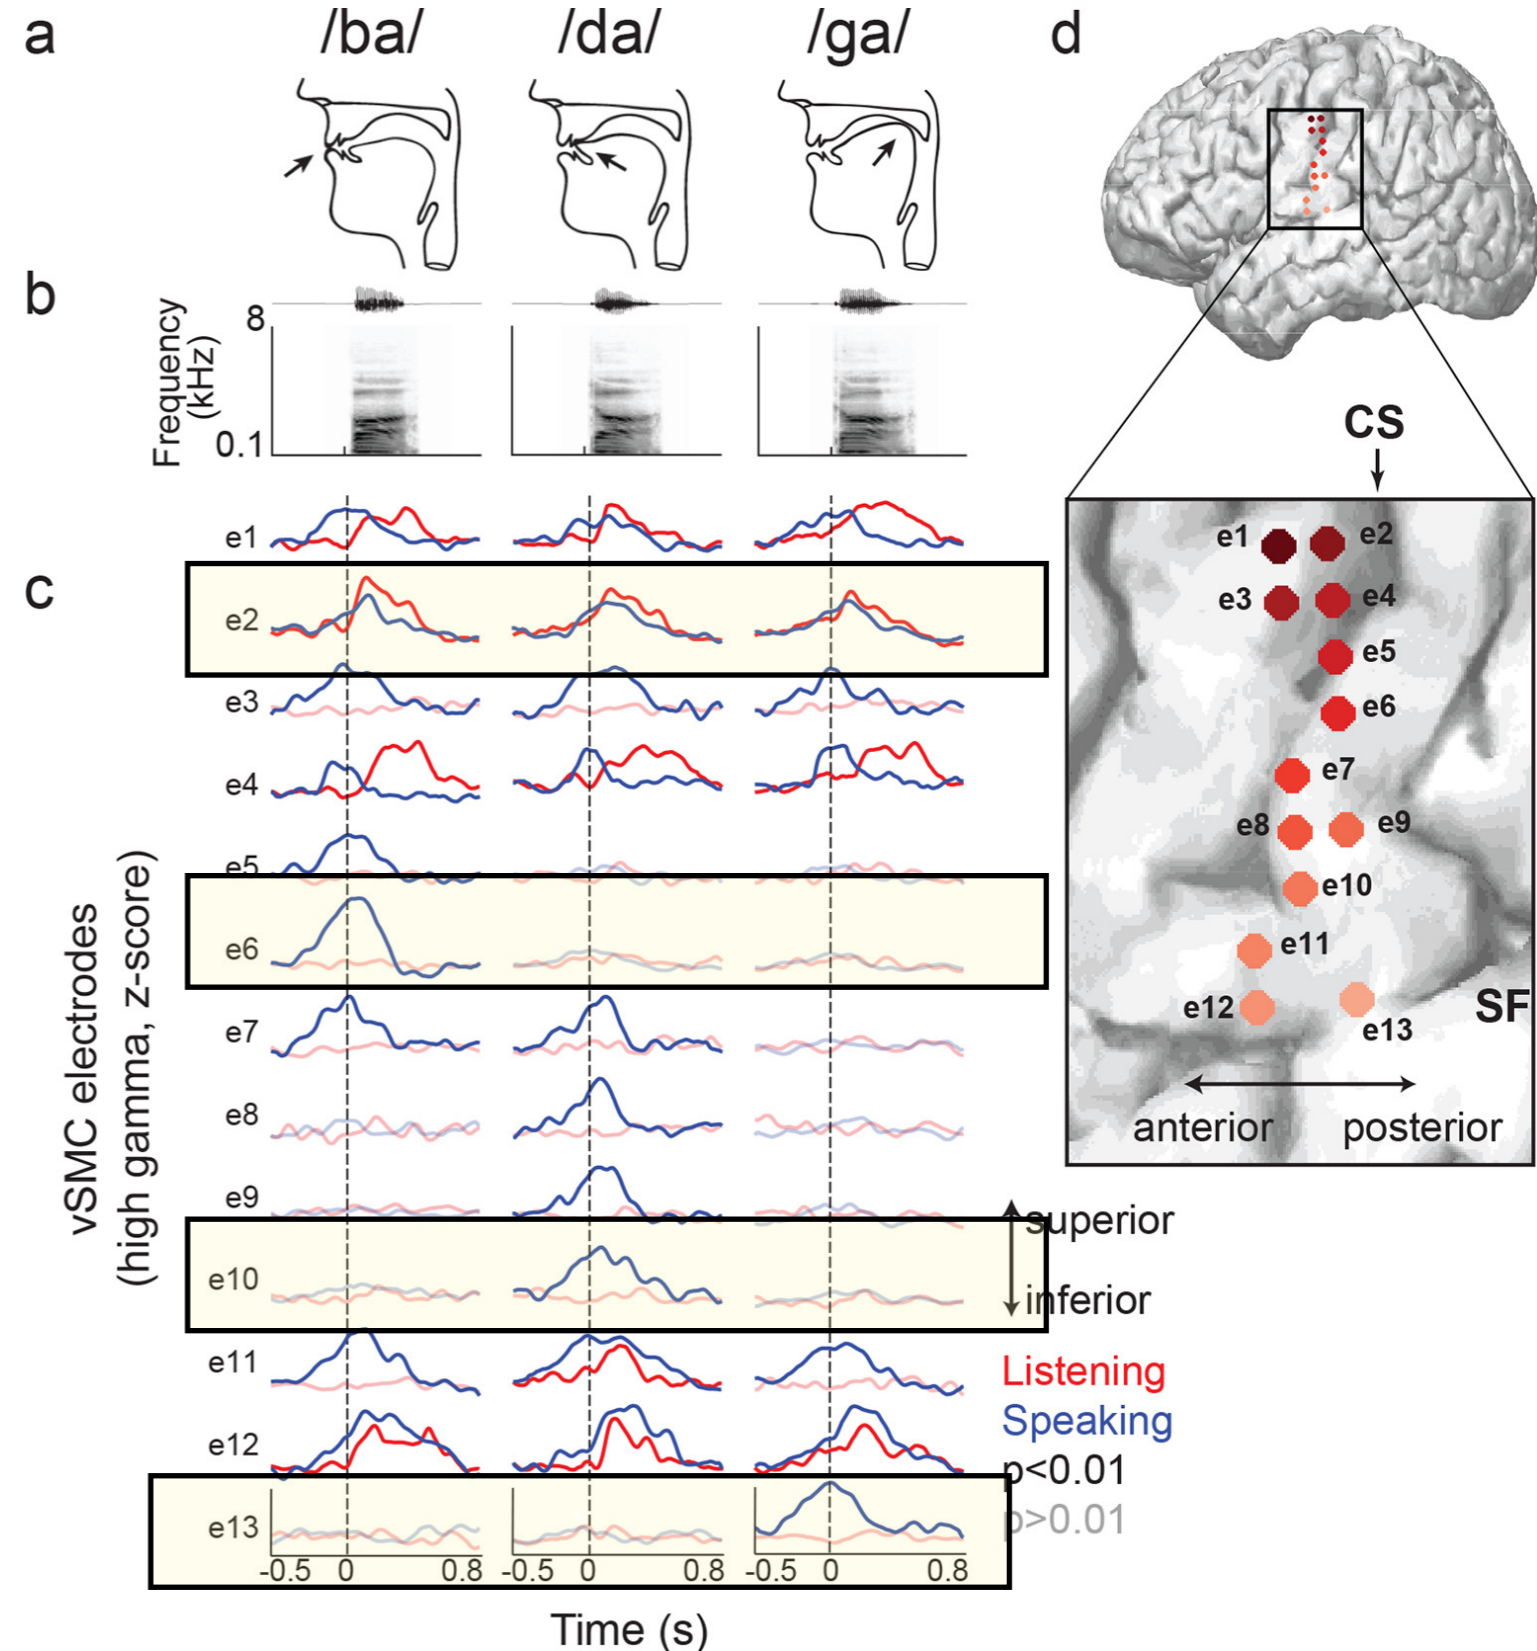 a
/ba/
/da/
/ga/
d
b
Frequency
(kHz)
8
0.1
c
vSMC electrodes
(high gamma, z-score)
e1
e2
e3
e4
e5
e6
e7
e8
e9
e10
e11
e12
e13
-0.5 0 0.8
-0.5 0 0.8
-0.5 0 0.8
Time (s)
CS
e1
e2
e3
e4
e5
e6
e7
e8
e9
e10
e11
e12
e13
SF
anterior
posterior
superior
inferior
Listening
Speaking
p<0.01
p>0.01